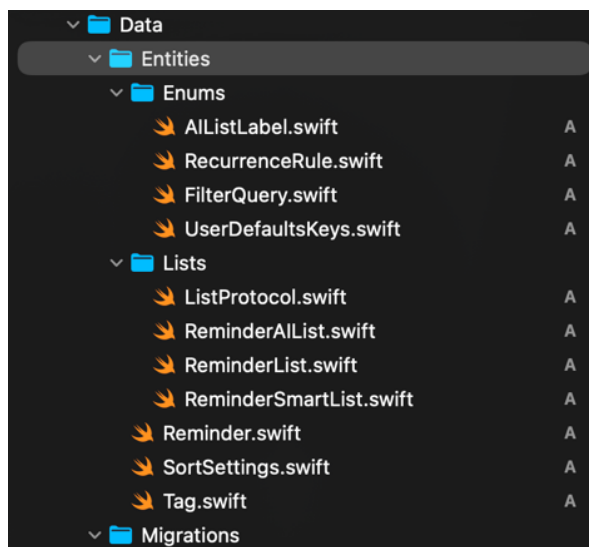 Data
Entities
Enums
AIListLabel.swift A
RecurrenceRule.swift A
FilterQuery.swift A
UserDefaultsKeys.swift A
Lists
ListProtocol.swift A
ReminderAIList.swift A
ReminderList.swift A
ReminderSmartList.swift A
Reminder.swift A
SortSettings.swift A
Tag.swift A
Migrations